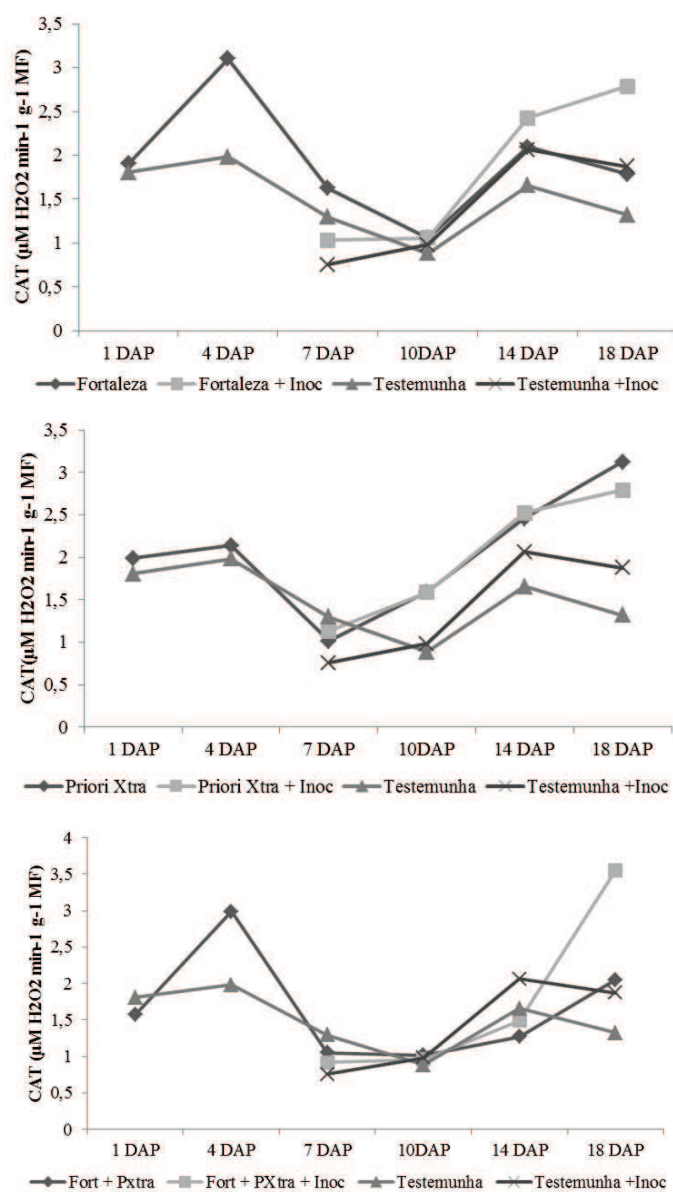 CAT (µM H2O2 min-1 g-1 MF)
3,5
3
2,5
2
1,5
1
0,5
0
1 DAP 4 DAP 7 DAP 10DAP 14 DAP 18 DAP
Fortaleza Fortaleza + Inoc Testemunha Testemunha +Inoc
CAT(µM H2O2 min-1 g-1 MF)
3,5
3
2,5
2
1,5
1
0,5
0
1 DAP 4 DAP 7 DAP 10DAP 14 DAP 18 DAP
Priori Xtra Priori Xtra + Inoc Testemunha Testemunha +Inoc
CAT (µM H2O2 min-1 g-1 MF)
4
3,5
3
2,5
2
1,5
1
0,5
0
1 DAP 4 DAP 7 DAP 10DAP 14 DAP 18 DAP
Fort + Pxtra Fort + PXtra + Inoc Testemunha Testemunha +Inoc